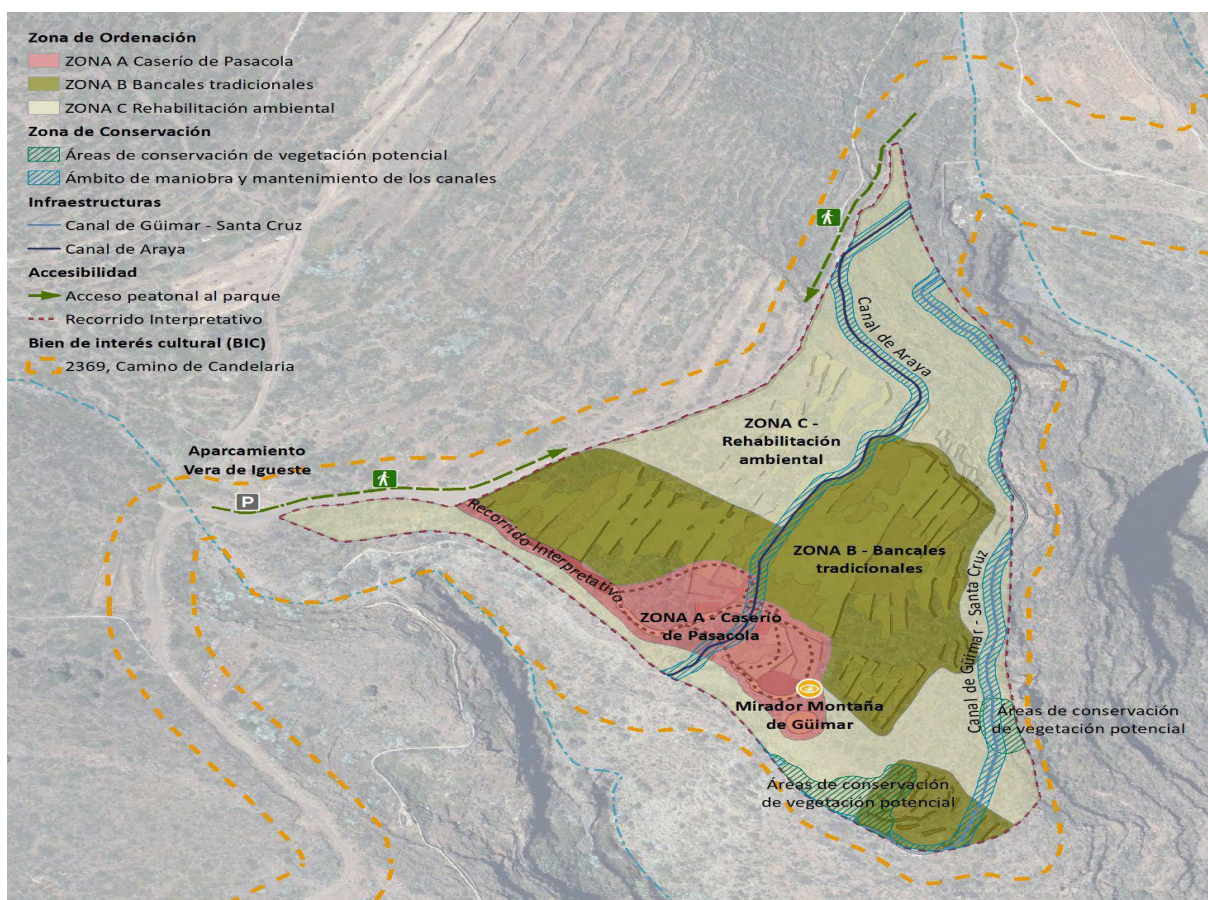 Zona de Ordenación
ZONA A Caserío de Pasacola
ZONA B Bancales tradicionales
ZONA C Rehabilitación ambiental
Zona de Conservación
Áreas de conservación de vegetación potencial
Ámbito de maniobra y mantenimiento de los canales
Infraestructuras
Canal de Güimar - Santa Cruz
Canal de Araya
Accesibilidad
Acceso peatonal al parque
Recorrido Interpretativo
Bien de interés cultural (BIC)
2369, Camino de Candelaria
Canal de Araya
ZONA C -
Rehabilitación
ambiental
Aparcamiento
Vera de Igueste
P
Recorrido Interpretativo
ZONA B - Bancales
tradicionales
ZONA A - Caserío
de Pasacola
Canal de Güimar - Santa Cruz
Mirador Montaña
de Güimar
Áreas de conservación
de vegetación potencial
Áreas de conservación
de vegetación potencial